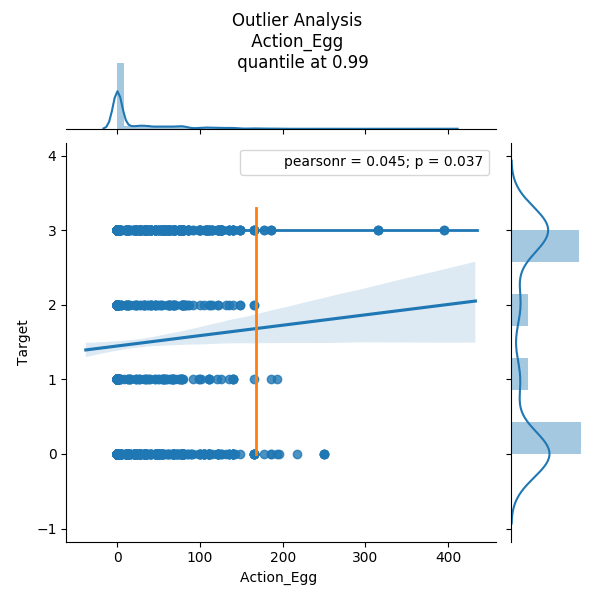 Outlier Analysis
Action_Egg
quantile at 0.99
pearsonr = 0.045; p = 0.037
4
3
2
1
0
−1
Target
0
100
200
300
400
Action_Egg